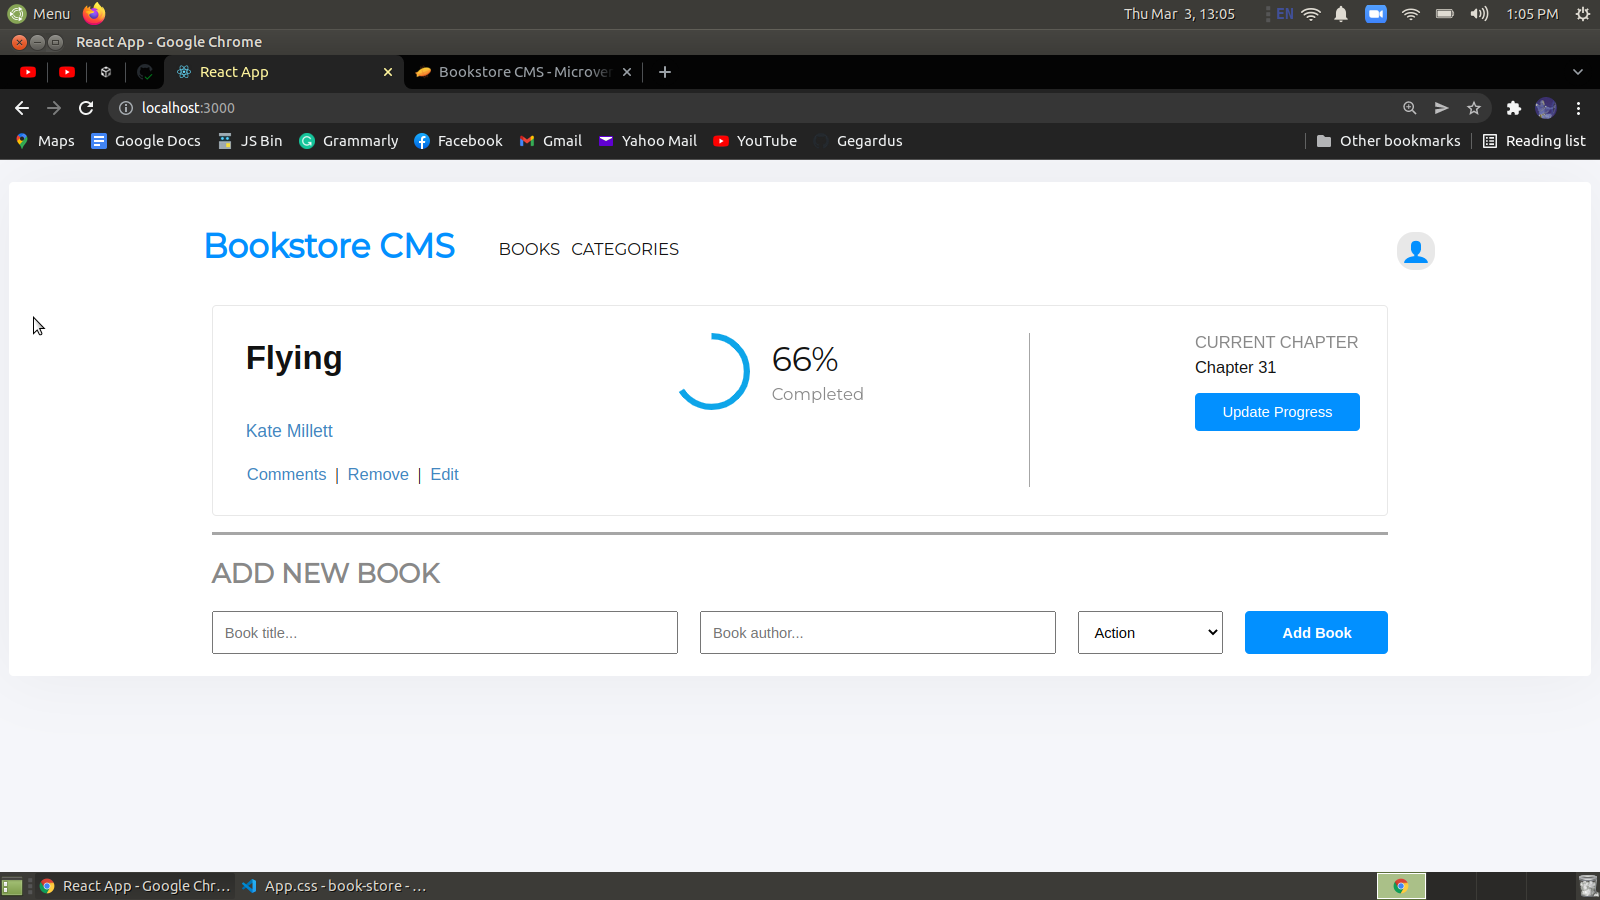 Menu
Thu Mar 3, 13:05
EN
1:05 PM
React App - Google Chrome
React App
Bookstore CMS - Microver
localhost:3000
Maps
Google Docs
JS Bin
Grammarly
Facebook
Gmail
Yahoo Mail
YouTube
Gegardus
Other bookmarks
Reading list
Bookstore CMS
BOOKS CATEGORIES
Flying
Kate Millett
Comments | Remove | Edit
66%
Completed
CURRENT CHAPTER
Chapter 31
Update Progress
ADD NEW BOOK
Book title...
Book author...
Action
Add Book
React App - Google Chr...
App.css - book-store - ...